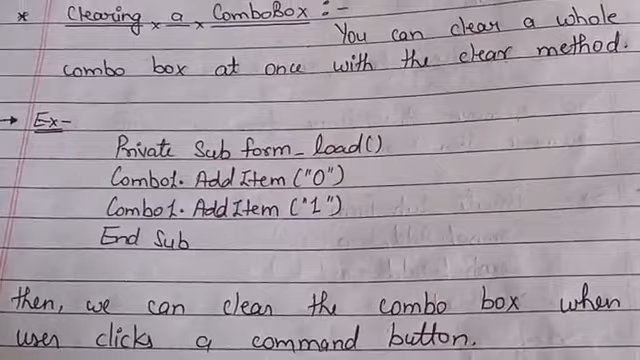 * Clearing x a x ComboBox :-
You can clear a whole
combo box at once with the clear method.
→ Ex-
Private Sub form_load()
Combo1. AddItem ("0")
Combo1. AddItem ("1")
End Sub
then, we can clear the combo box when
user clicks a command button.